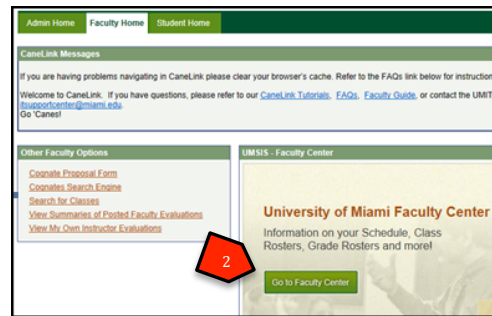 Admin Home Faculty Home Student Home
CaneLink Messages
If you are having problems navigating in CaneLink please clear your browser's cache. Refer to the FAQs link below for instruction
Welcome to CaneLink. If you have questions, please refer to our CaneLink Tutorials, FAQs, Faculty Guide, or contact the UMIT
itsupportcenter@miami.edu.
Go 'Canes!
Other Faculty Options
Cognate Proposal Form
Cognates Search Engine
Search for Classes
View Summaries of Posted Faculty Evaluations
View My Own Instructor Evaluations
UMSIS - Faculty Center
University of Miami Faculty Center
Information on your Schedule, Class
Rosters, Grade Rosters and more!
2
Go to Faculty Center